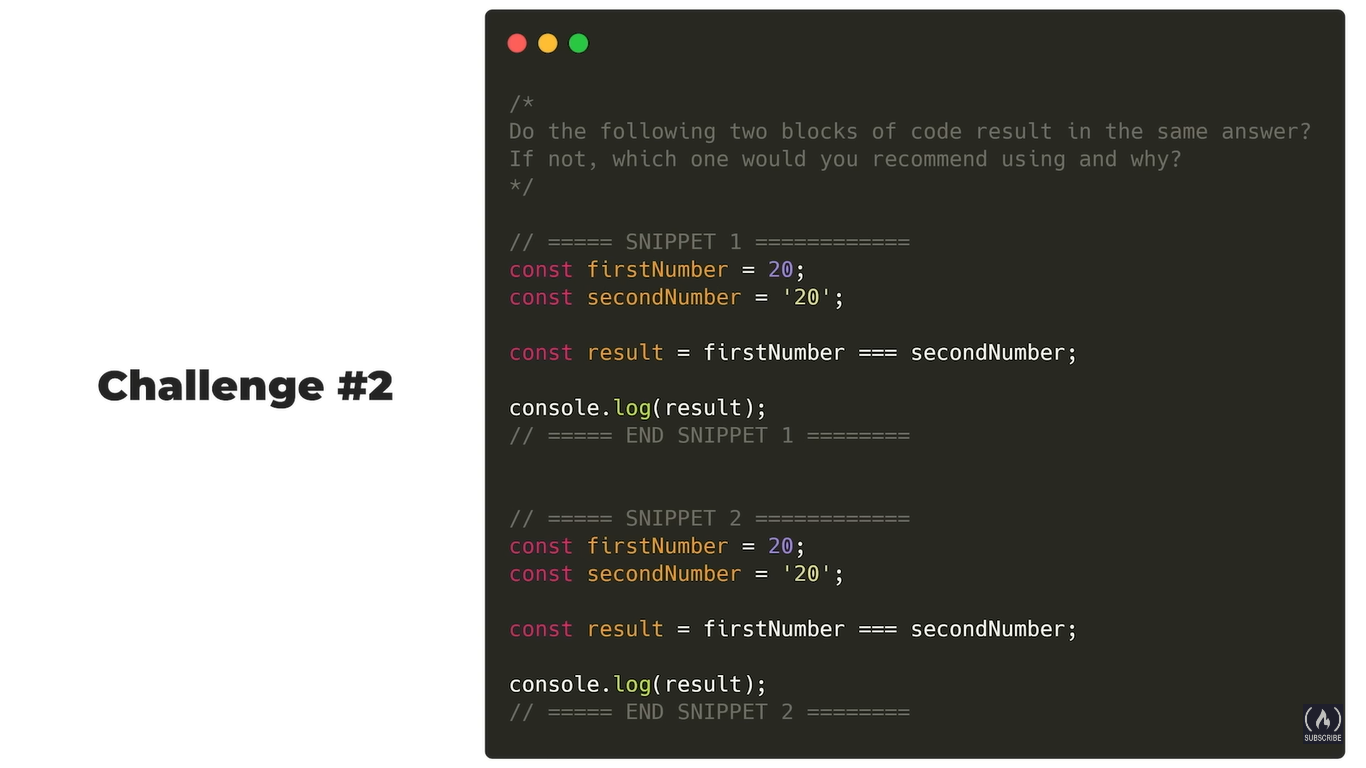 Challenge #2
/*
Do the following two blocks of code result in the same answer?
If not, which one would you recommend using and why?
*/
// ===== SNIPPET 1 ============
const firstNumber = 20;
const secondNumber = '20';
const result = firstNumber === secondNumber;
console.log(result);
// ===== END SNIPPET 1 ========
// ===== SNIPPET 2 ============
const firstNumber = 20;
const secondNumber = '20';
const result = firstNumber === secondNumber;
console.log(result);
// ===== END SNIPPET 2 ========
SUBSCRIBE